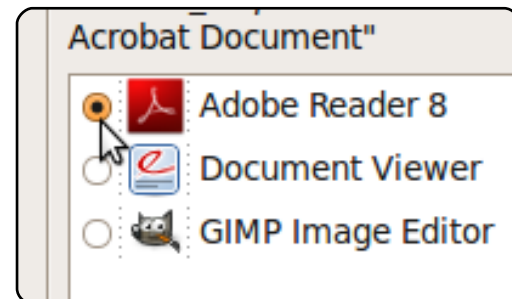 Acrobat Document"
Adobe Reader 8
Document Viewer
GIMP Image Editor